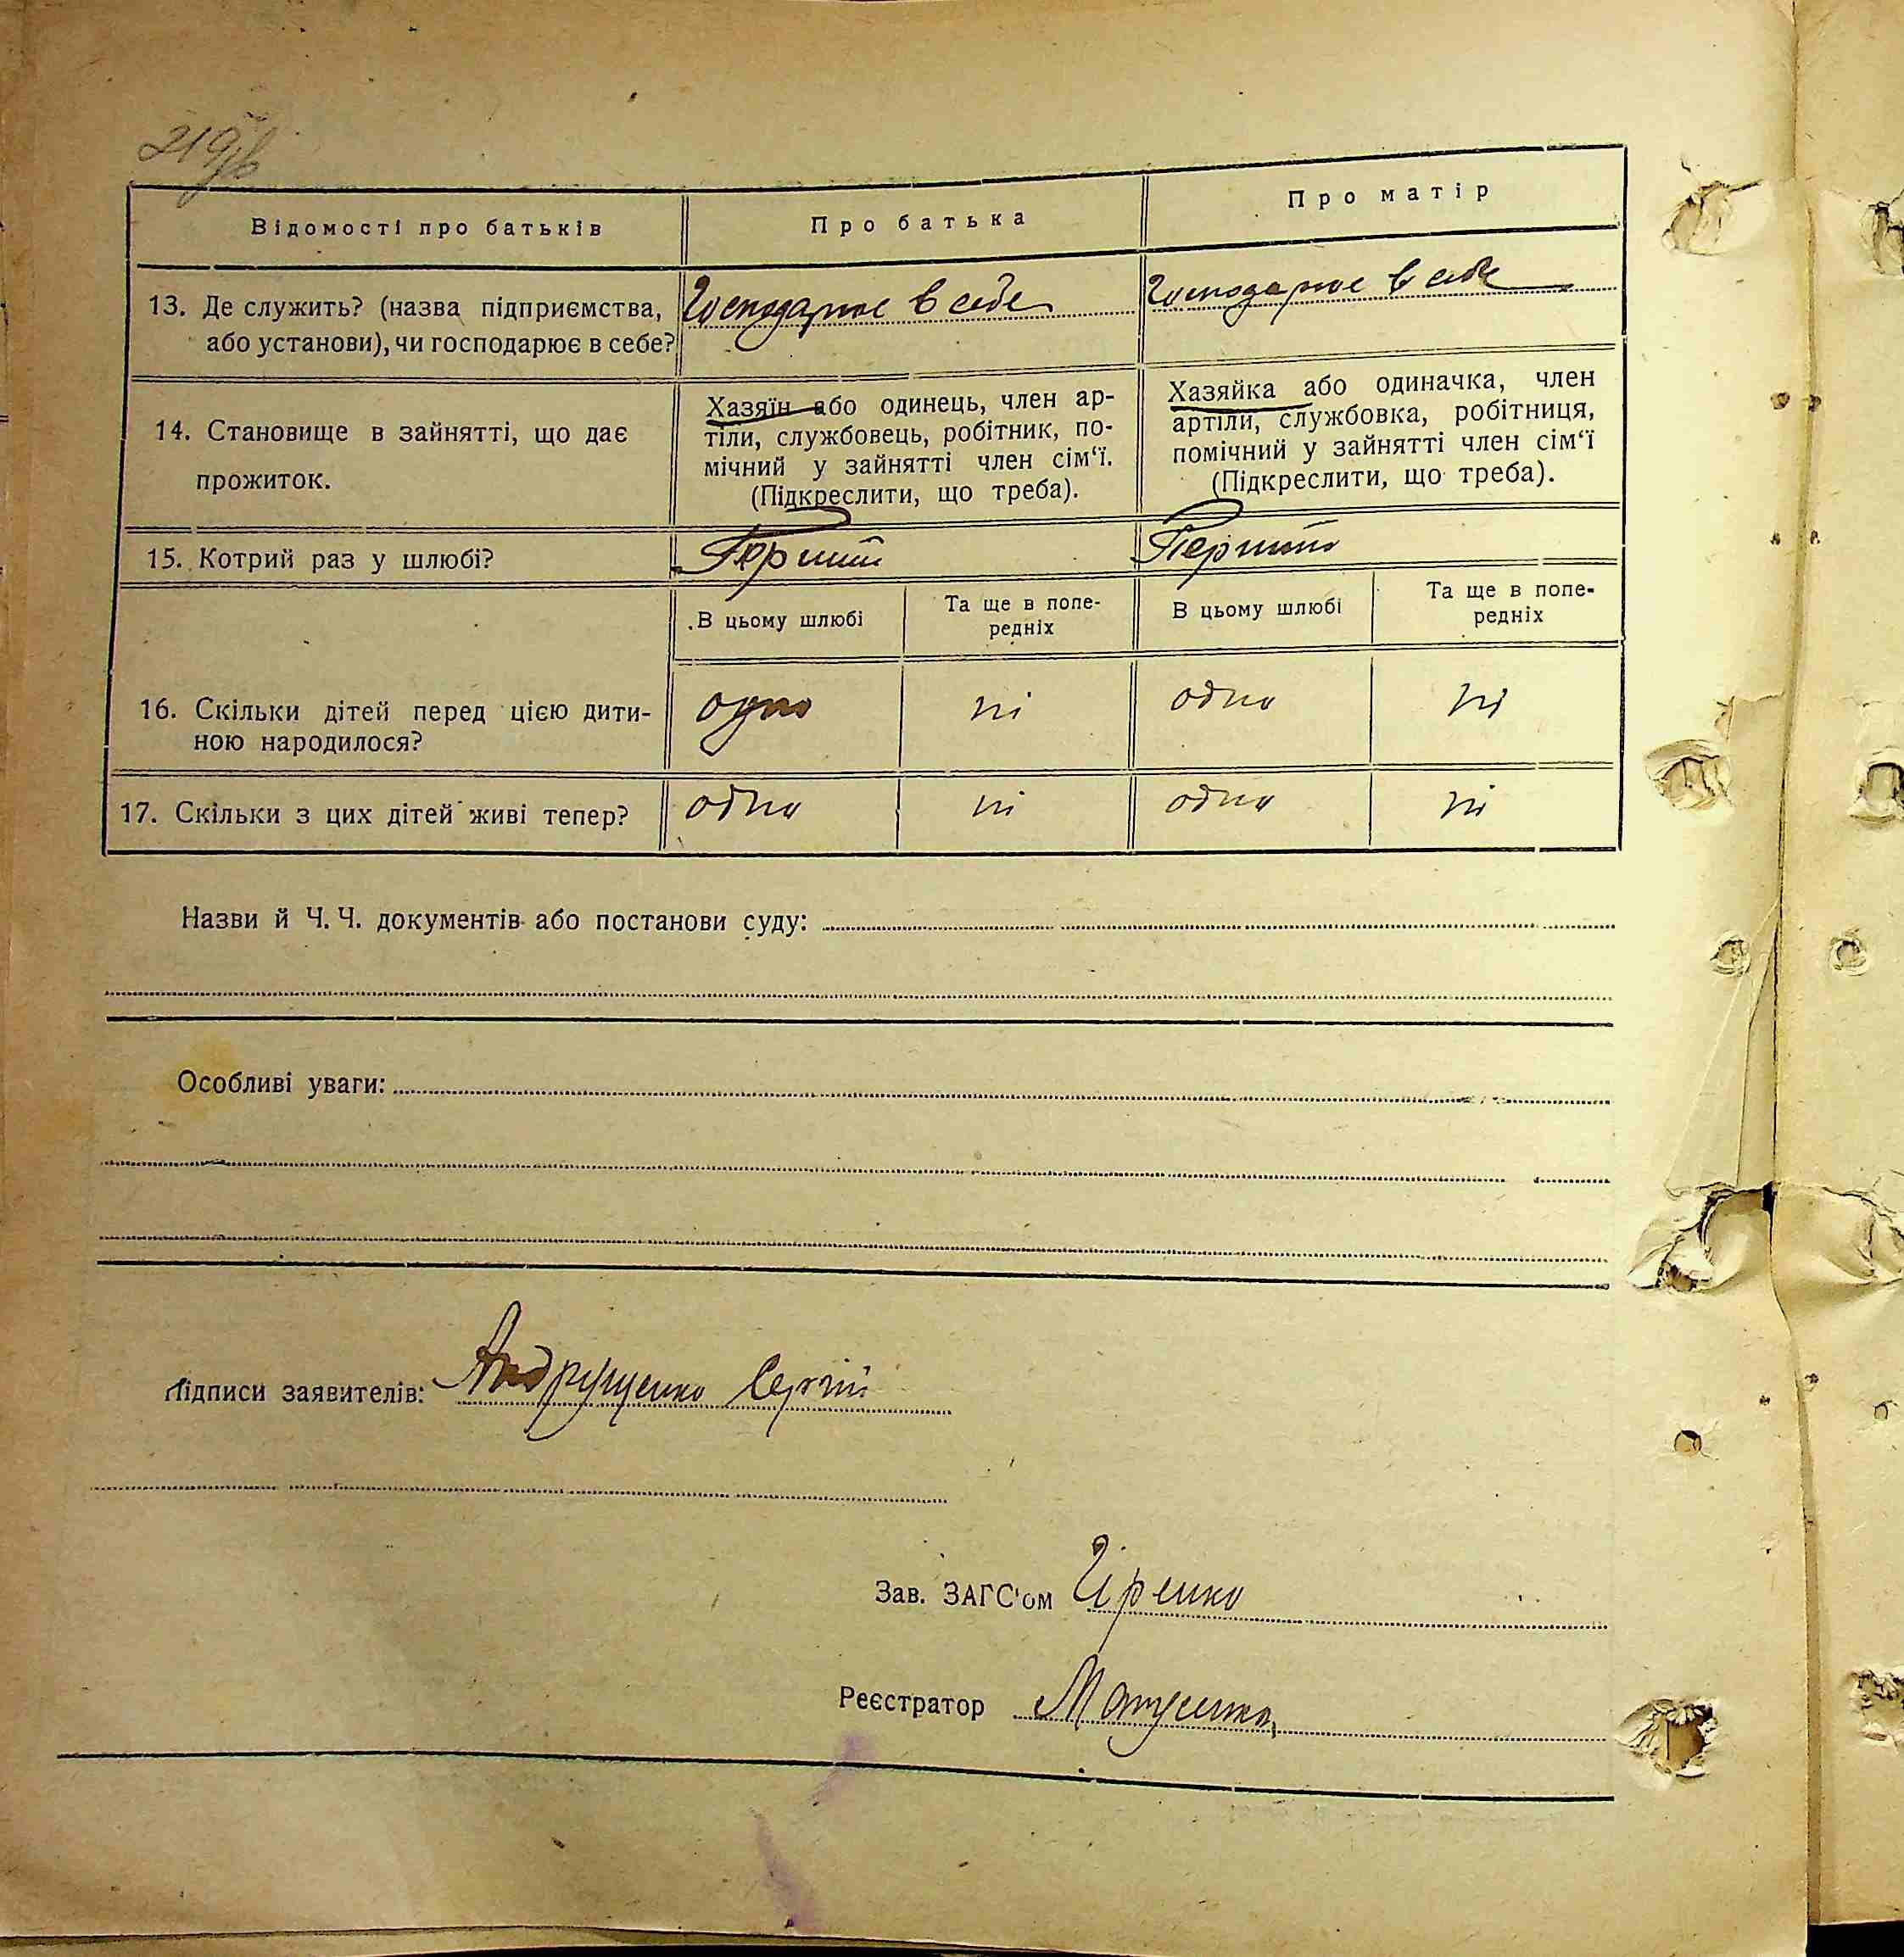 219
Відомості про батьків
Про батька
Про матір
13. Де служить? (назва підприємства,
або установи), чи господарює в себе?
Господарює в себе
Господарює в себе
14. Становище в зайнятті, що дає
прожиток.
Хазяїн або одинець, член ар-
тіли, службовець, робітник, по-
мічний у зайнятті член сім‘ї.
(Підкреслити, що треба).
Хазяйка або одиначка, член
артіли, службовка, робітниця,
помічний у зайнятті член сім‘ї
(Підкреслити, що треба).
15. Котрий раз у шлюбі?
Перший
Перший
В цьому шлюбі
Та ще в попе-
редніх
В цьому шлюбі
Та ще в попе-
редніх
16. Скільки дітей перед цією дити-
ною народилося?
одно
ні
одно
ні
17. Скільки з цих дітей живі тепер?
одно
ні
одно
ні
Назви й Ч. Ч. документів або постанови суду:
Особливі уваги:
Підписи заявителів: Андрущенко Сергій
Зав. ЗАГС'ом
Реєстратор